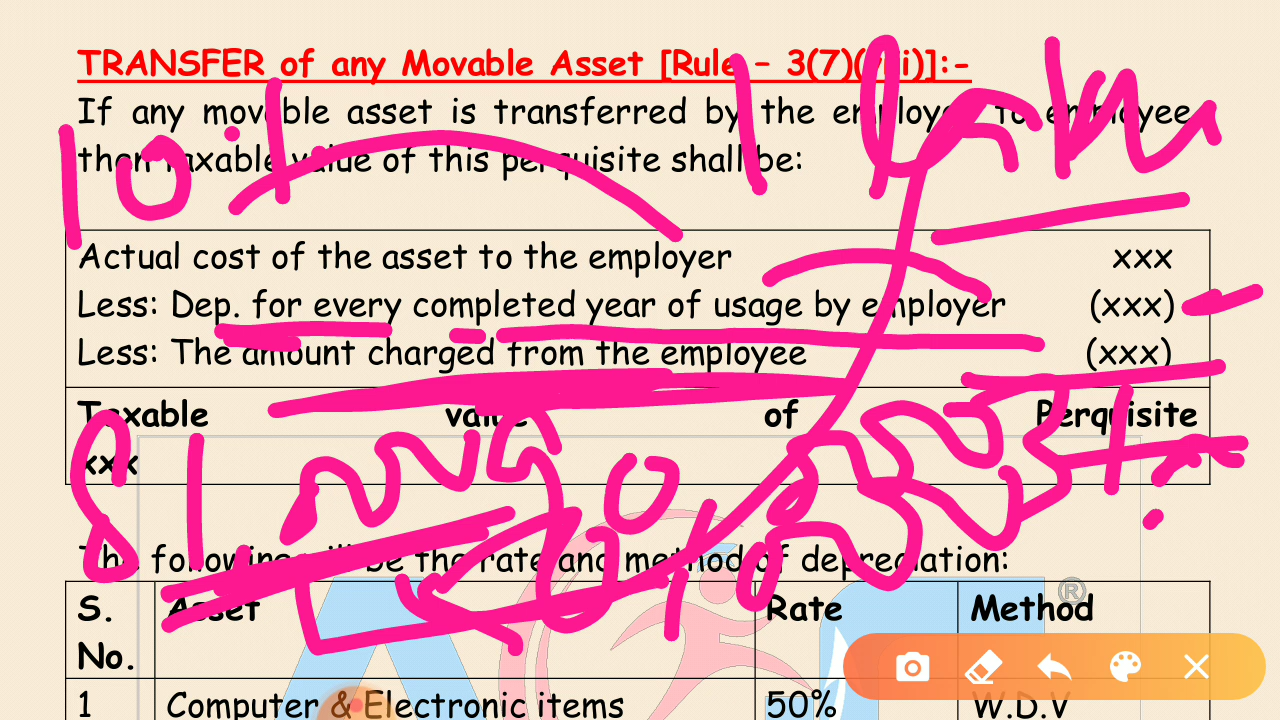 TRANSFER of any Movable Asset [Rule – 3(7)(viii)]:-
If any movable asset is transferred by the employer to employee,
then taxable value of this perquisite shall be:
Actual cost of the asset to the employer xxx
Less: Dep. for every completed year of usage by employer (xxx)
Less: The amount charged from the employee (xxx)
Taxable value of Perquisite
xxx
The following will be the rate and method of depreciation:
S. No. Asset Rate Method
1 Computer & Electronic items 50% W.D.V
®